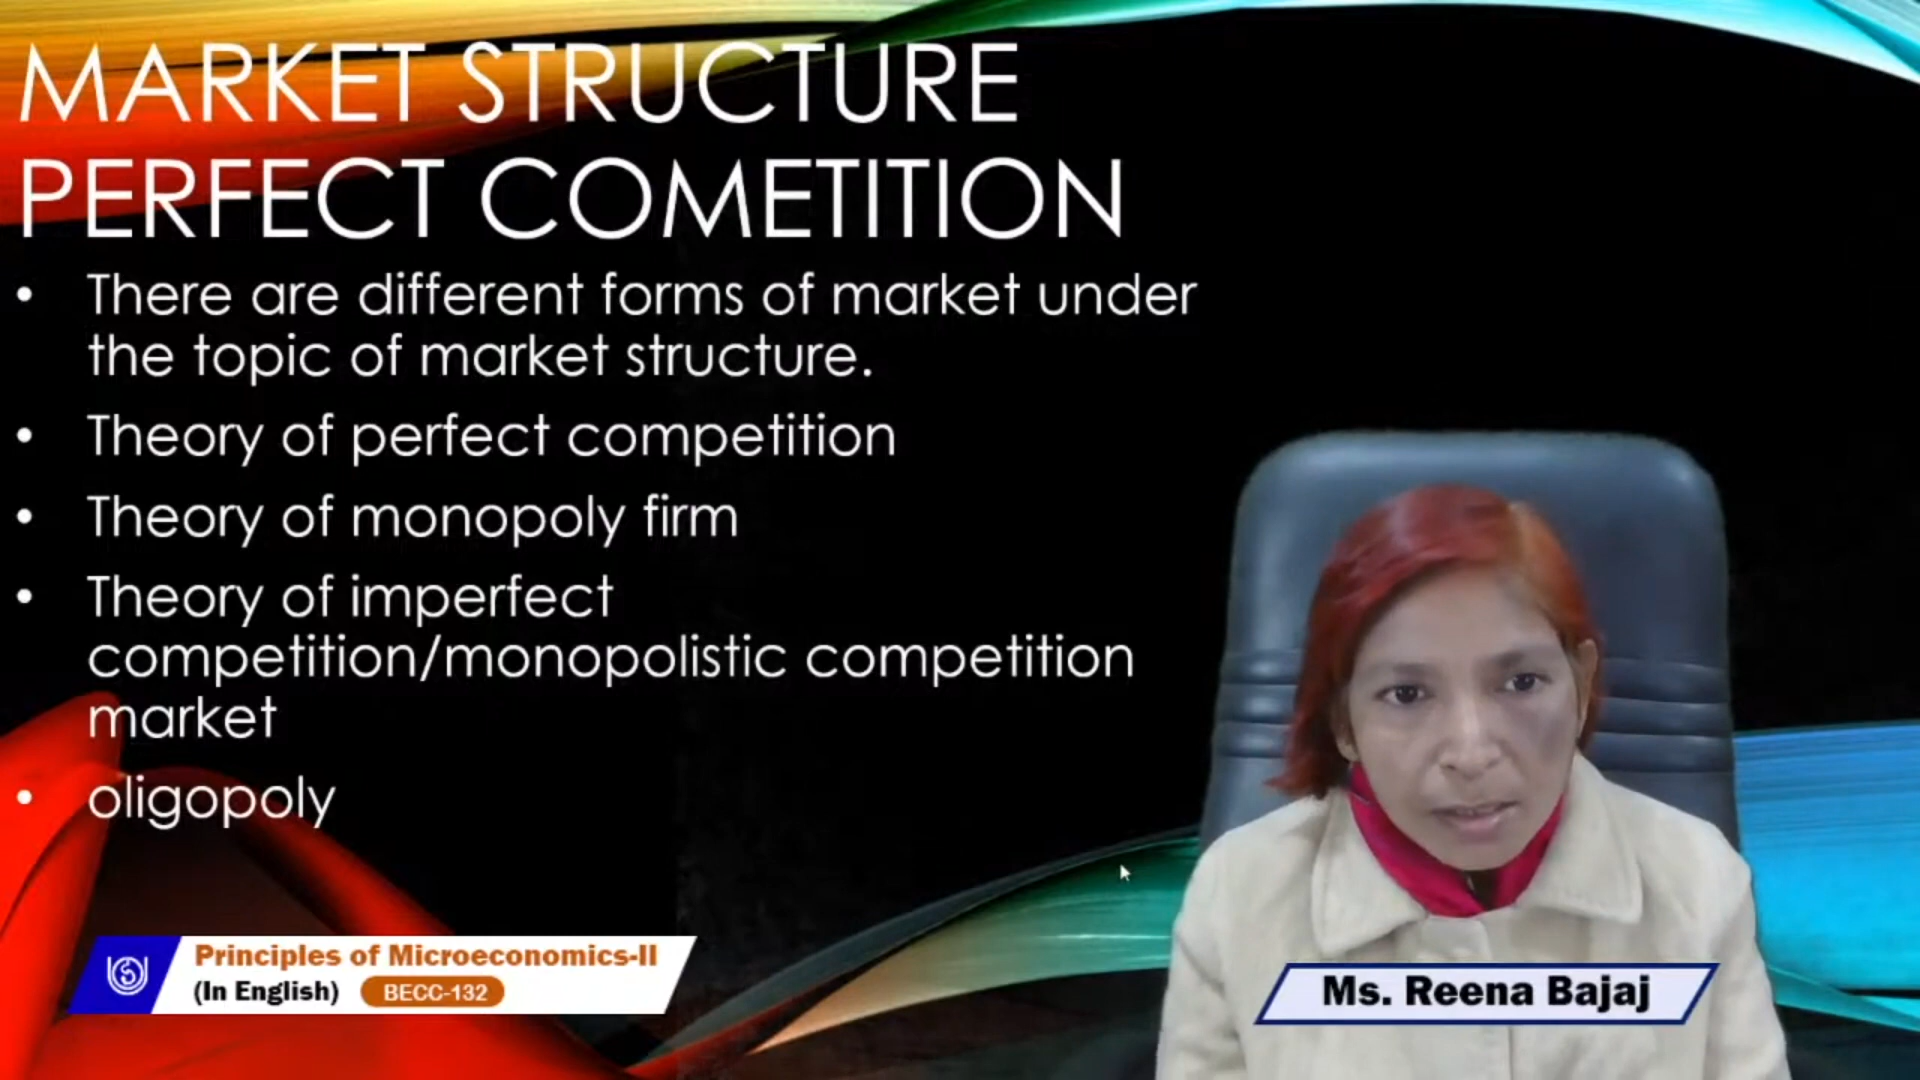 MARKET STRUCTURE
PERFECT COMETITION
• There are different forms of market under
the topic of market structure.
• Theory of perfect competition
• Theory of monopoly firm
• Theory of imperfect
competition/monopolistic competition
market
• oligopoly
Principles of Microeconomics-II
(In English) BECC-132
Ms. Reena Bajaj